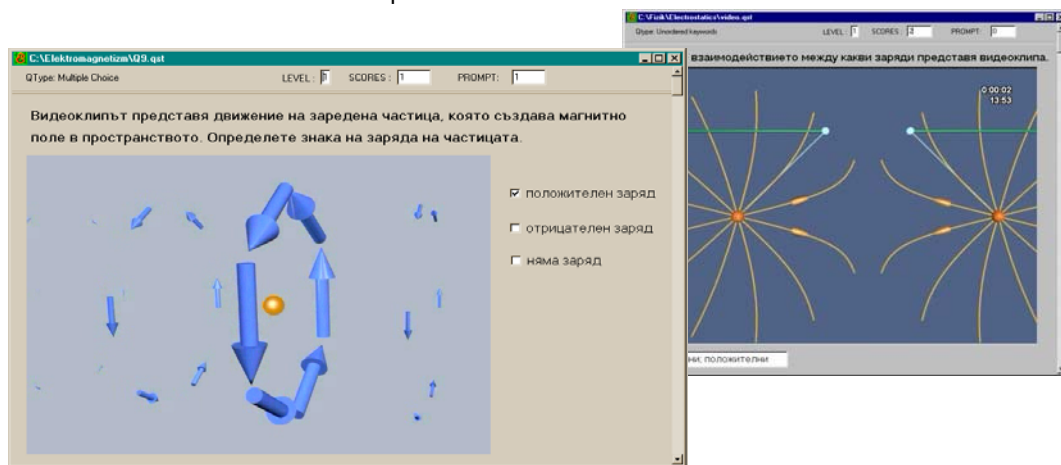 C:\Fizik\Electrostatics\video.qst
Qtype: Unordered keywords LEVEL: 1 SCORES: 2 PROMPT: 0
взаимодействието между какви заряди представя видеоклипа.
0:00:02
13:53
ни; положителни
C:\Elektromagnetizm\Q9.qst
QType: Multiple Choice LEVEL: SCORES: 1 PROMPT: 1
Видеоклипът представя движение на заредена частица, която създава магнитно
поле в пространството. Определете знака на заряда на частицата.
положителен заряд
отрицателен заряд
няма заряд